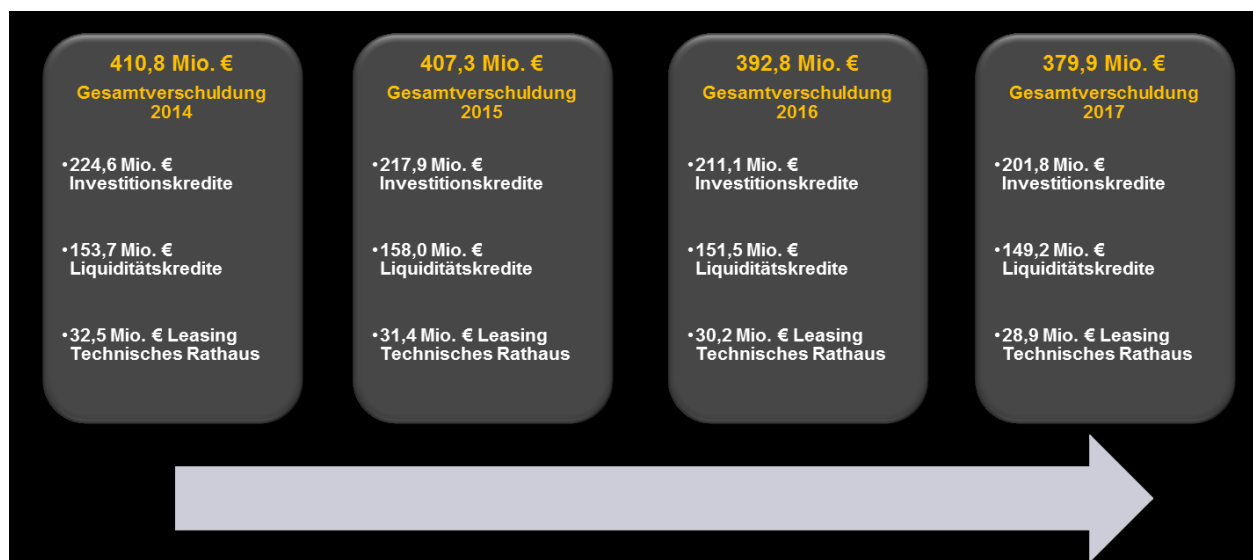 410,8 Mio. €
Gesamtverschuldung
2014
•224,6 Mio. €
Investitionskredite
•153,7 Mio. €
Liquiditätskredite
•32,5 Mio. € Leasing
Technisches Rathaus
407,3 Mio. €
Gesamtverschuldung
2015
•217,9 Mio. €
Investitionskredite
•158,0 Mio. €
Liquiditätskredite
•31,4 Mio. € Leasing
Technisches Rathaus
392,8 Mio. €
Gesamtverschuldung
2016
•211,1 Mio. €
Investitionskredite
•151,5 Mio. €
Liquiditätskredite
•30,2 Mio. € Leasing
Technisches Rathaus
379,9 Mio. €
Gesamtverschuldung
2017
•201,8 Mio. €
Investitionskredite
•149,2 Mio. €
Liquiditätskredite
•28,9 Mio. € Leasing
Technisches Rathaus